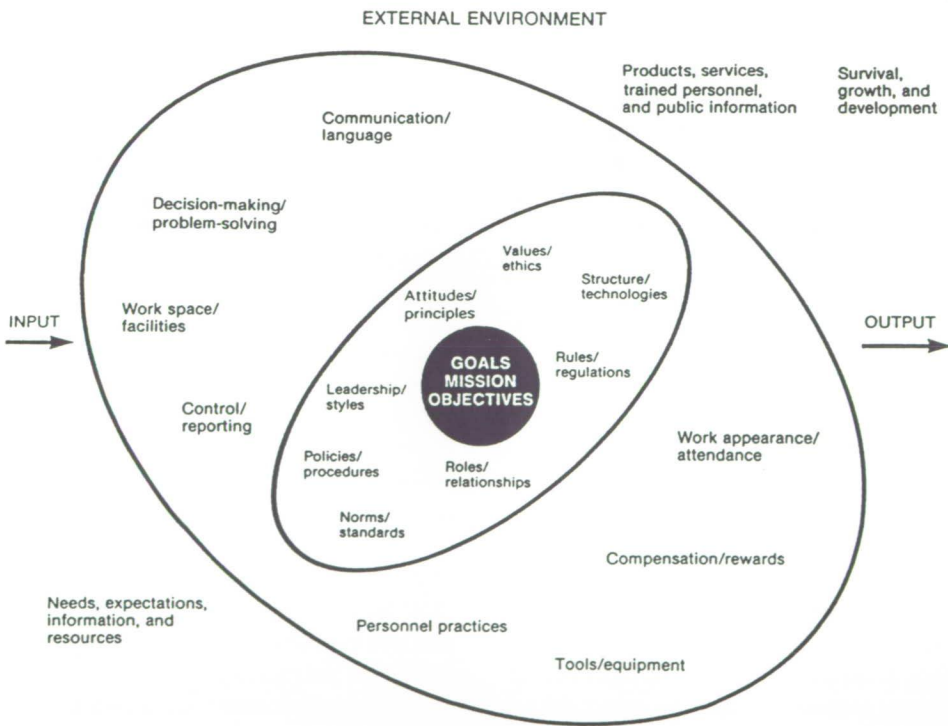 EXTERNAL ENVIRONMENT
Products, services,
trained personnel,
and public information
Survival,
growth, and
development
Communication/
language
Decision-making/
problem-solving
Values/
ethics
Structure/
technologies
Attitudes/
principles
Work space/
facilities
INPUT
OUTPUT
GOALS
MISSION
OBJECTIVES
Rules/
regulations
Leadership/
styles
Control/
reporting
Work appearance/
attendance
Policies/
procedures
Roles/
relationships
Norms/
standards
Compensation/rewards
Needs, expectations,
information, and
resources
Personnel practices
Tools/equipment